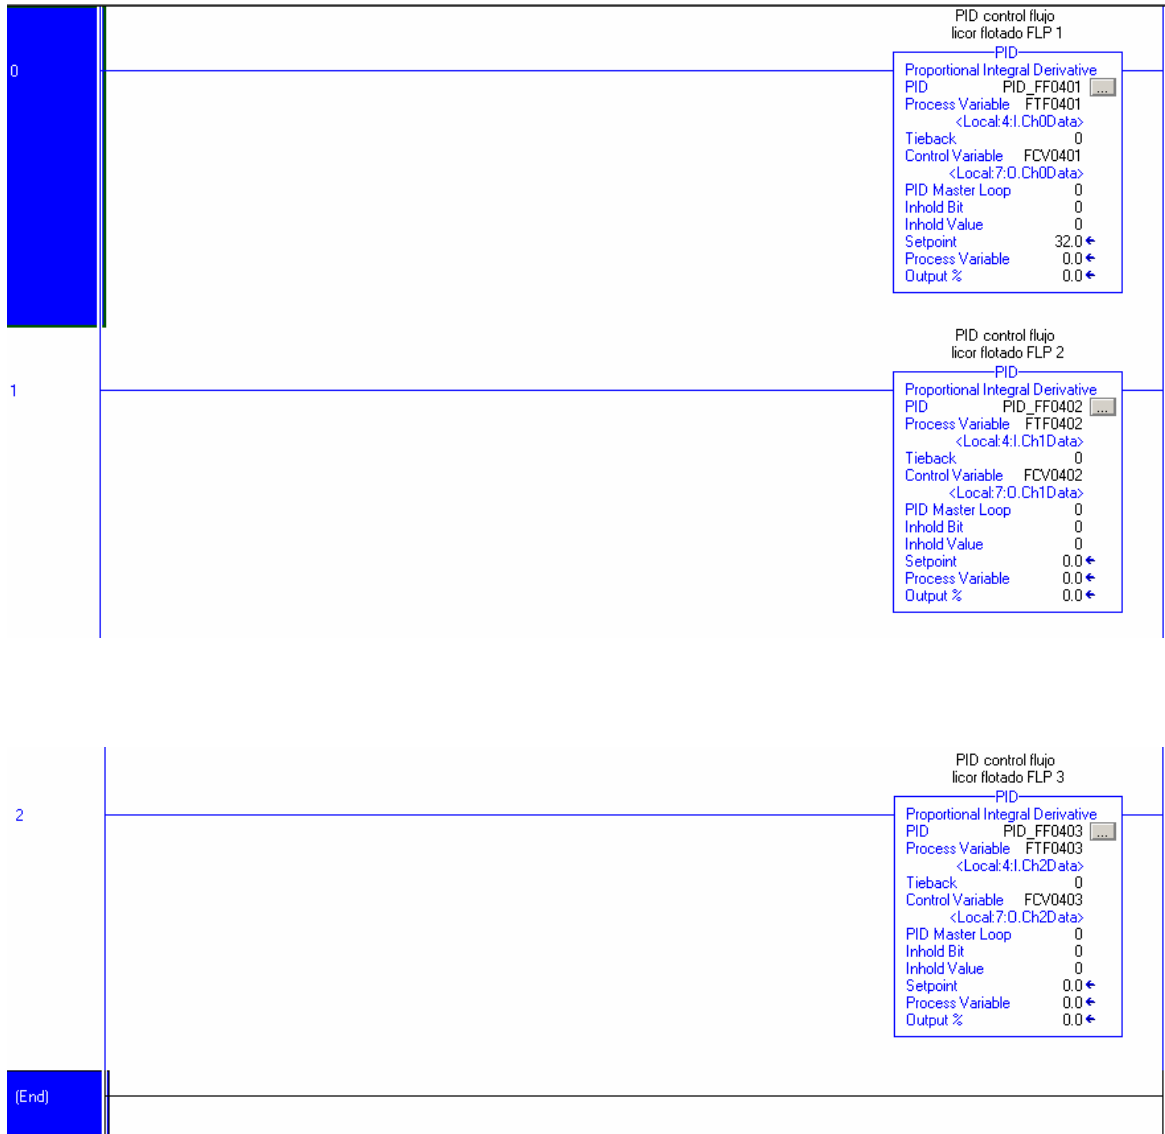 PID control flujo
licor flotado FLP 1
PID
0
Proportional Integral Derivative
PID PID_FF0401 ...
Process Variable FTF0401
<Local:4:I.Ch0Data>
Tieback 0
Control Variable FCV0401
<Local:7:O.Ch0Data>
PID Master Loop 0
Inhold Bit 0
Inhold Value 0
Setpoint 32.0
Process Variable 0.0
Output % 0.0
PID control flujo
licor flotado FLP 2
PID
1
Proportional Integral Derivative
PID PID_FF0402 ...
Process Variable FTF0402
<Local:4:I.Ch1Data>
Tieback 0
Control Variable FCV0402
<Local:7:O.Ch1Data>
PID Master Loop 0
Inhold Bit 0
Inhold Value 0
Setpoint 0.0
Process Variable 0.0
Output % 0.0
PID control flujo
licor flotado FLP 3
PID
2
Proportional Integral Derivative
PID PID_FF0403 ...
Process Variable FTF0403
<Local:4:I.Ch2Data>
Tieback 0
Control Variable FCV0403
<Local:7:O.Ch2Data>
PID Master Loop 0
Inhold Bit 0
Inhold Value 0
Setpoint 0.0
Process Variable 0.0
Output % 0.0
(End)